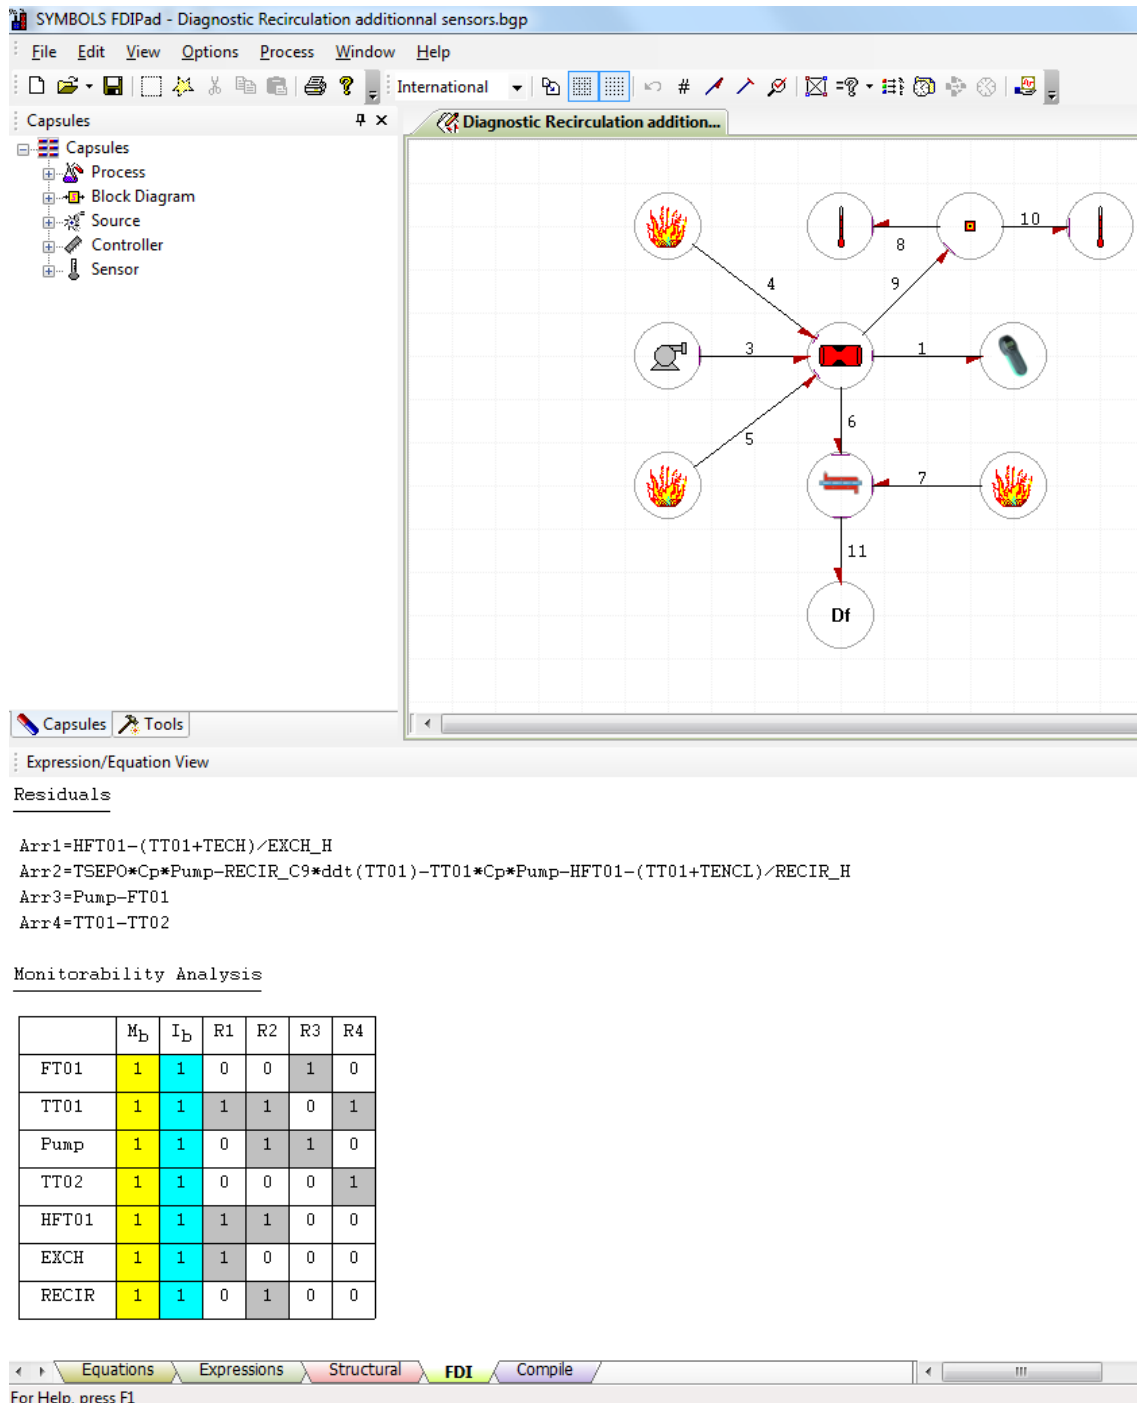 SYMBOLS FDIPad - Diagnostic Recirculation additionnal sensors.bgp
File Edit View Options Process Window Help
International
Capsules
Diagnostic Recirculation addition...
Capsules
Process
Block Diagram
Source
Controller
Sensor
10
8
4
9
3
1
6
5
7
11
Df
Capsules Tools
Expression/Equation View
Residuals
Arr1=HFT01-(TT01+TECH)/EXCH_H
Arr2=TSEPO*Cp*Pump-RECIR_C9*ddt(TT01)-TT01*Cp*Pump-HFT01-(TT01+TENCL)/RECIR_H
Arr3=Pump-FT01
Arr4=TT01-TT02
Monitorability Analysis
Mb Ib R1 R2 R3 R4
FT01 1 1 0 0 1 0
TT01 1 1 1 1 0 1
Pump 1 1 0 1 1 0
TT02 1 1 0 0 0 1
HFT01 1 1 1 1 0 0
EXCH 1 1 1 0 0 0
RECIR 1 1 0 1 0 0
Equations Expressions Structural FDI Compile
For Help, press F1